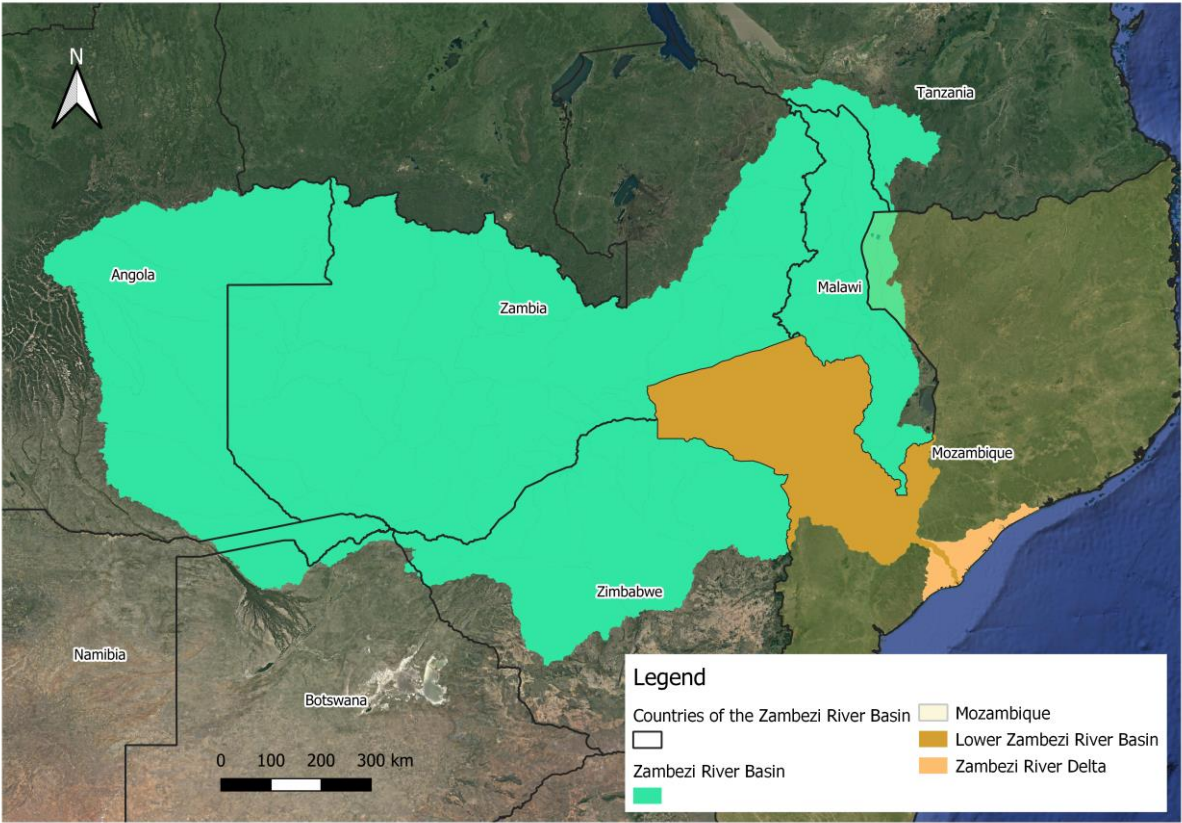 N
Tanzania
Angola
Zambia
Malawi
Mozambique
Zimbabwe
Namibia
Botswana
0 100 200 300 km
Legend
Countries of the Zambezi River Basin
Zambezi River Basin
Mozambique
Lower Zambezi River Basin
Zambezi River Delta